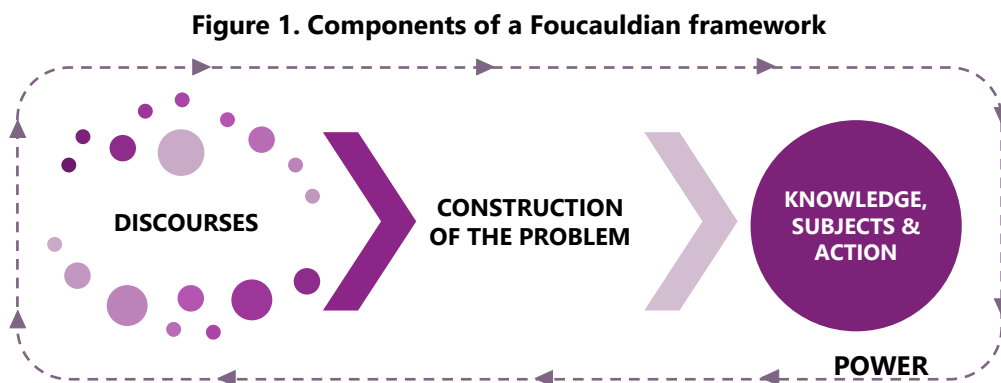 Figure 1. Components of a Foucauldian framework
DISCOURSES
CONSTRUCTION
OF THE PROBLEM
KNOWLEDGE,
SUBJECTS &
ACTION
POWER